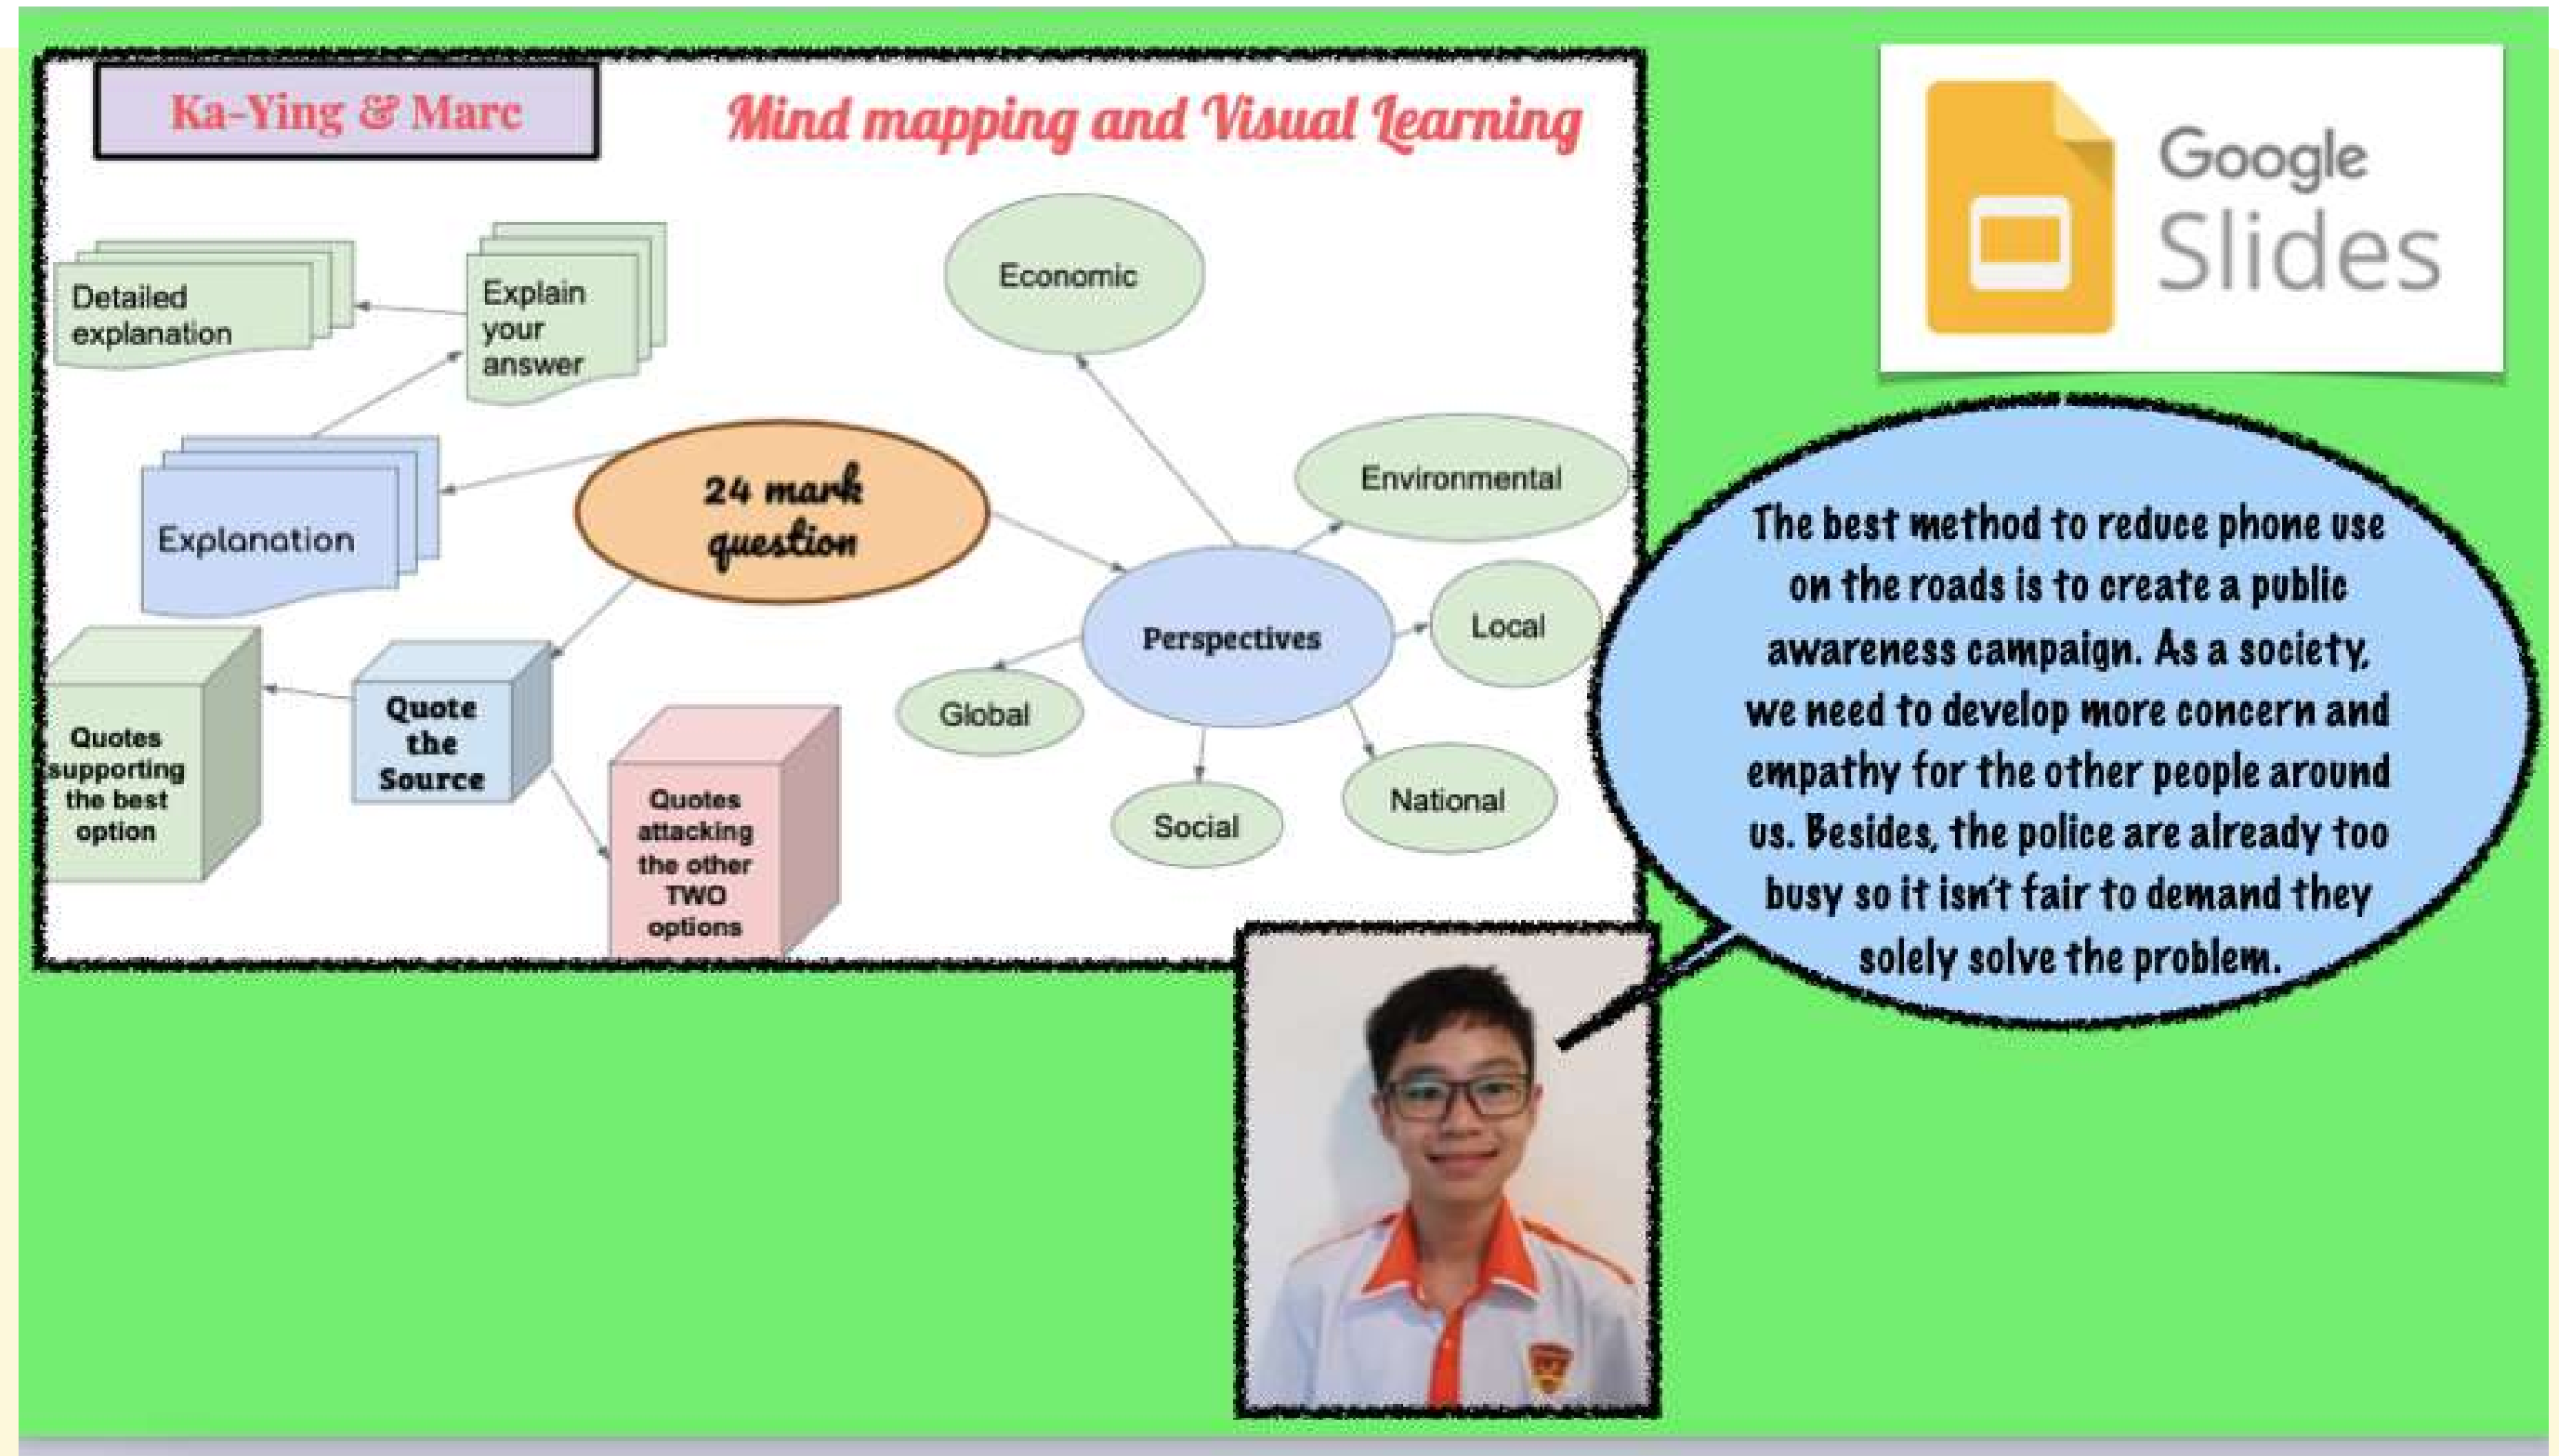 Ka-Ying & Marc
Mind mapping and Visual Learning
Google
Slides
Detailed
explanation
Explain
your
answer
Economic
Environmental
24 mark
question
Explanation
Perspectives
Local
Global
National
Social
Quote
the
Source
Quotes
supporting
the best
option
Quotes
attacking
the other
TWO
options
The best method to reduce phone use
on the roads is to create a public
awareness campaign. As a society,
we need to develop more concern and
empathy for the other people around
us. Besides, the police are already too
busy so it isn't fair to demand they
solely solve the problem.